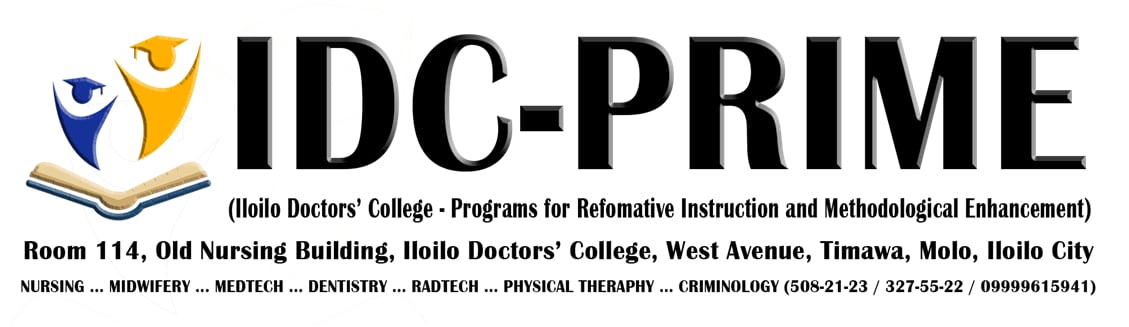 IDC-PRIME
(Iloilo Doctors' College - Programs for Refomative Instruction and Methodological Enhancement)
Room 114, Old Nursing Building, Iloilo Doctors' College, West Avenue, Timawa, Molo, Iloilo City
NURSING ... MIDWIFERY ... MEDTECH ... DENTISTRY ... RADTECH ... PHYSICAL THERAPHY ... CRIMINOLOGY (508-21-23 / 327-55-22 / 09999615941)